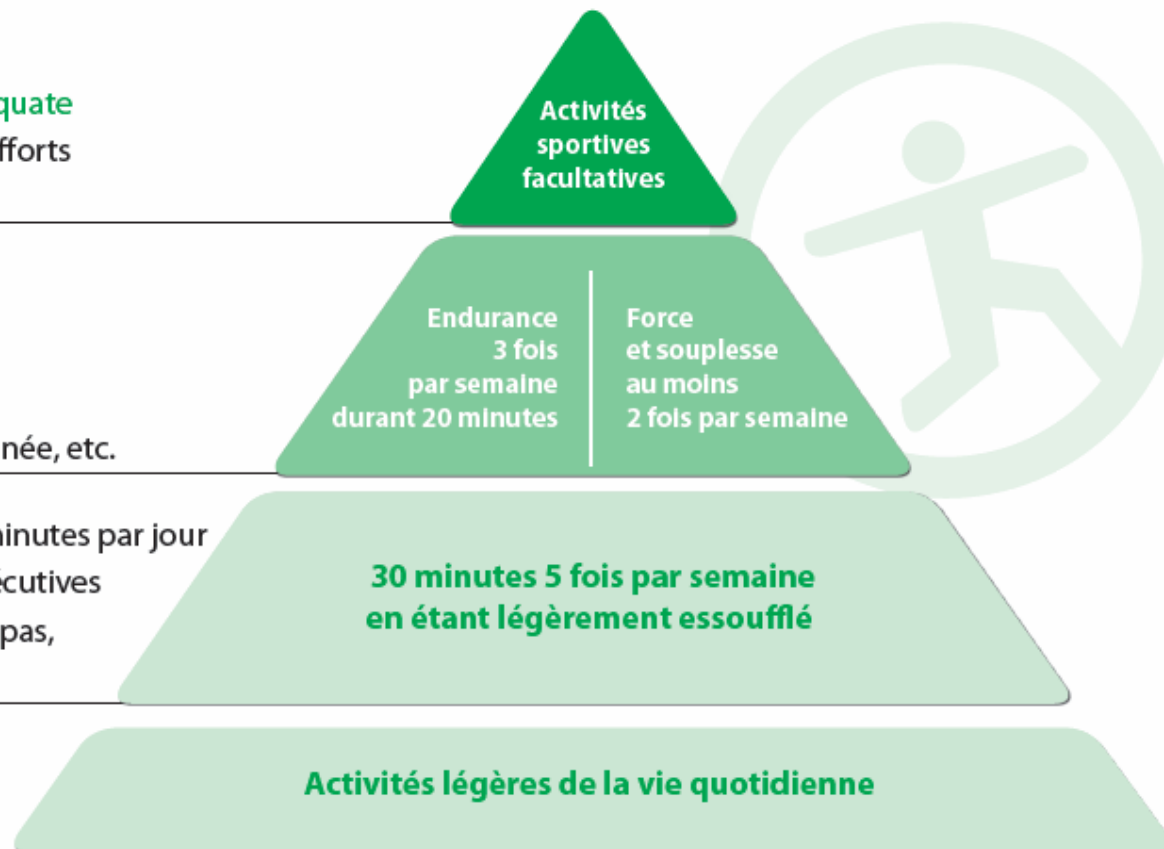 quate
fforts
Activités
sportives
facultatives
Endurance
3 fois
par semaine
durant 20 minutes
Force
et souplesse
au moins
2 fois par semaine
née, etc.
inutes par jour
écutives
pas,
30 minutes 5 fois par semaine
en étant légèrement essoufflé
Activités légères de la vie quotidienne